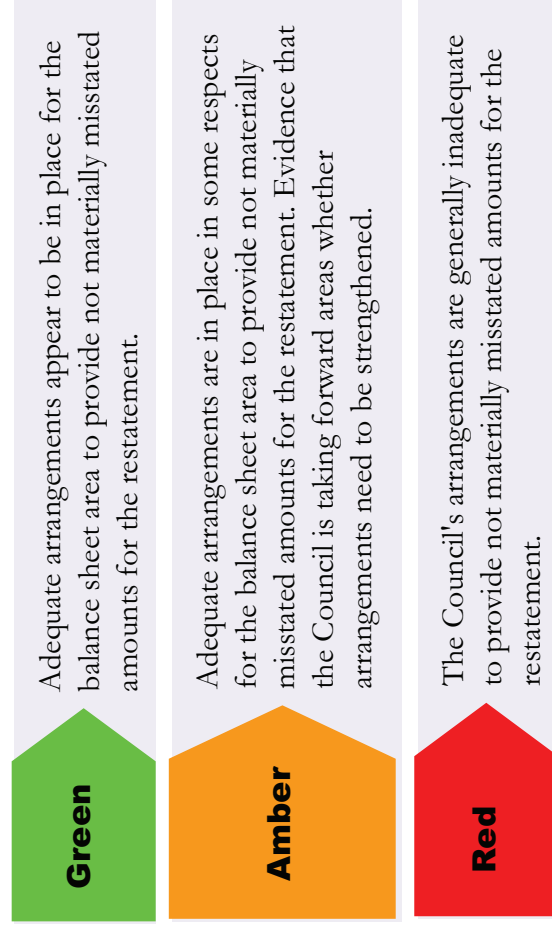 Green
Adequate arrangements appear to be in place for the
balance sheet area to provide not materially misstated
amounts for the restatement.
Amber
Adequate arrangements are in place in some respects
for the balance sheet area to provide not materially
misstated amounts for the restatement. Evidence that
the Council is taking forward areas whether
arrangements need to be strengthened.
Red
The Council's arrangements are generally inadequate
to provide not materially misstated amounts for the
restatement.